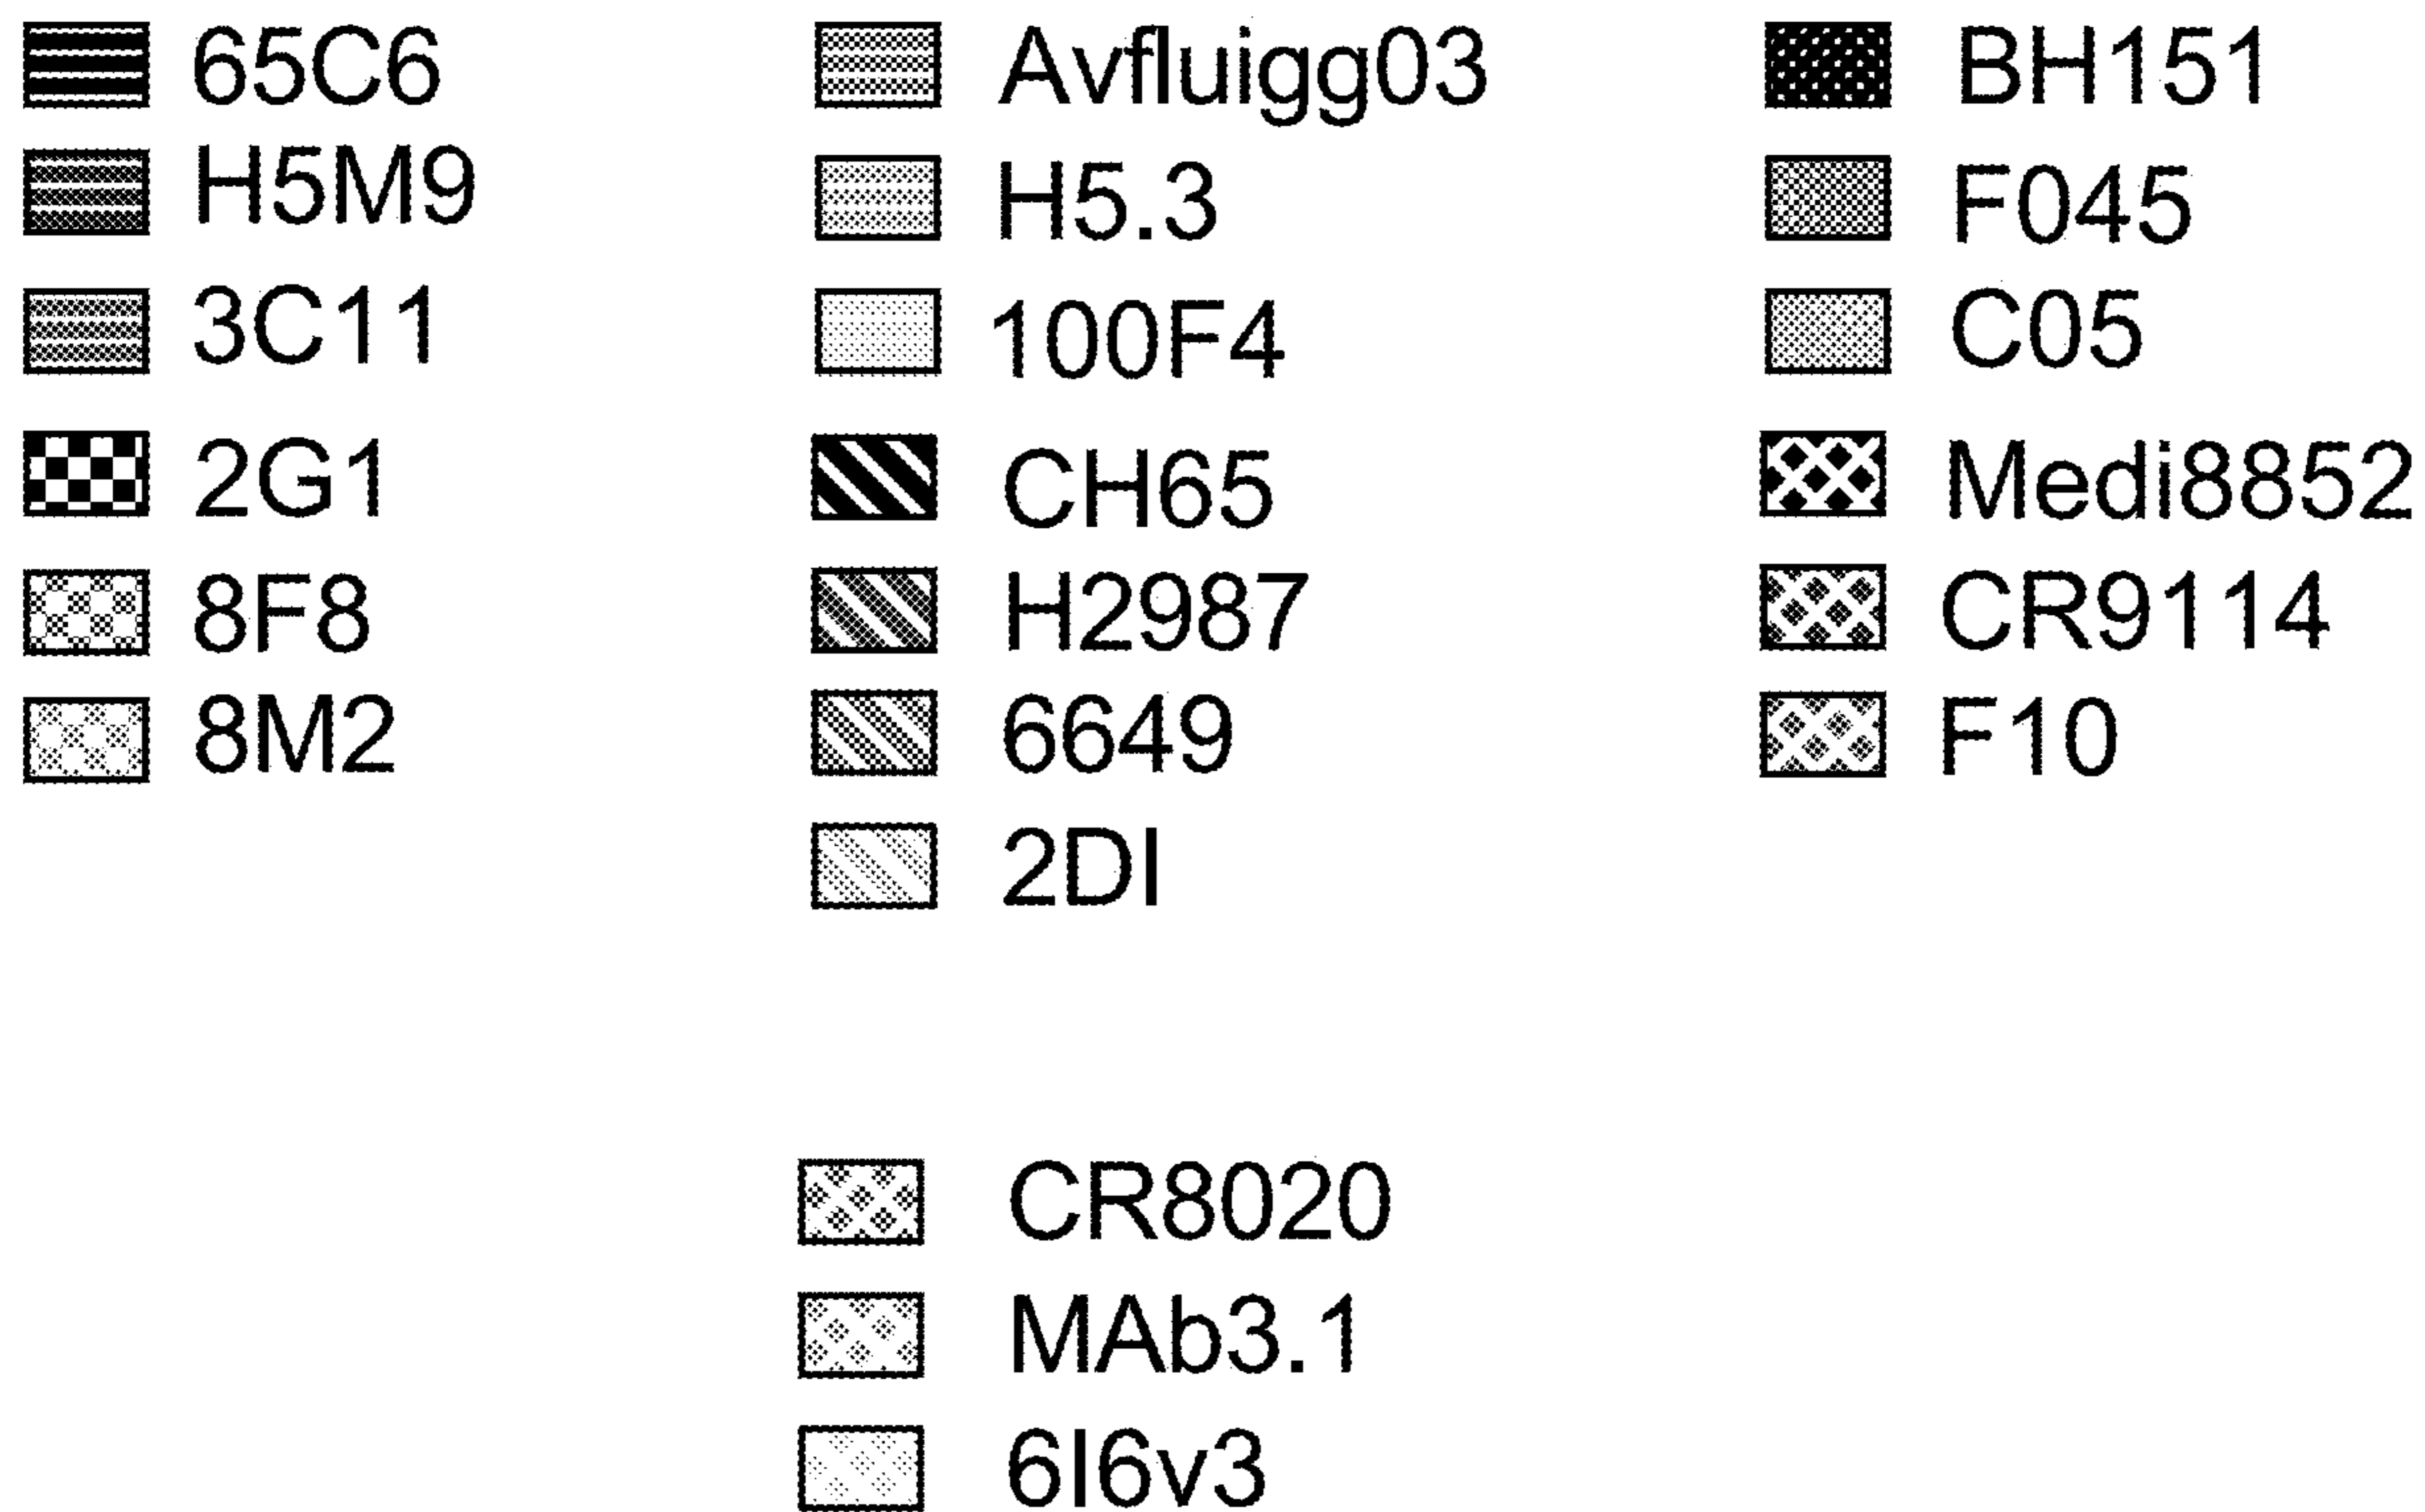 65C6
H5M9
3C11
2G1
8F8
8M2
Avfluigg03
H5.3
100F4
CH65
H2987
6649
2DI
BH151
F045
C05
Medi8852
CR9114
F10
CR8020
MAb3.1
6I6v3